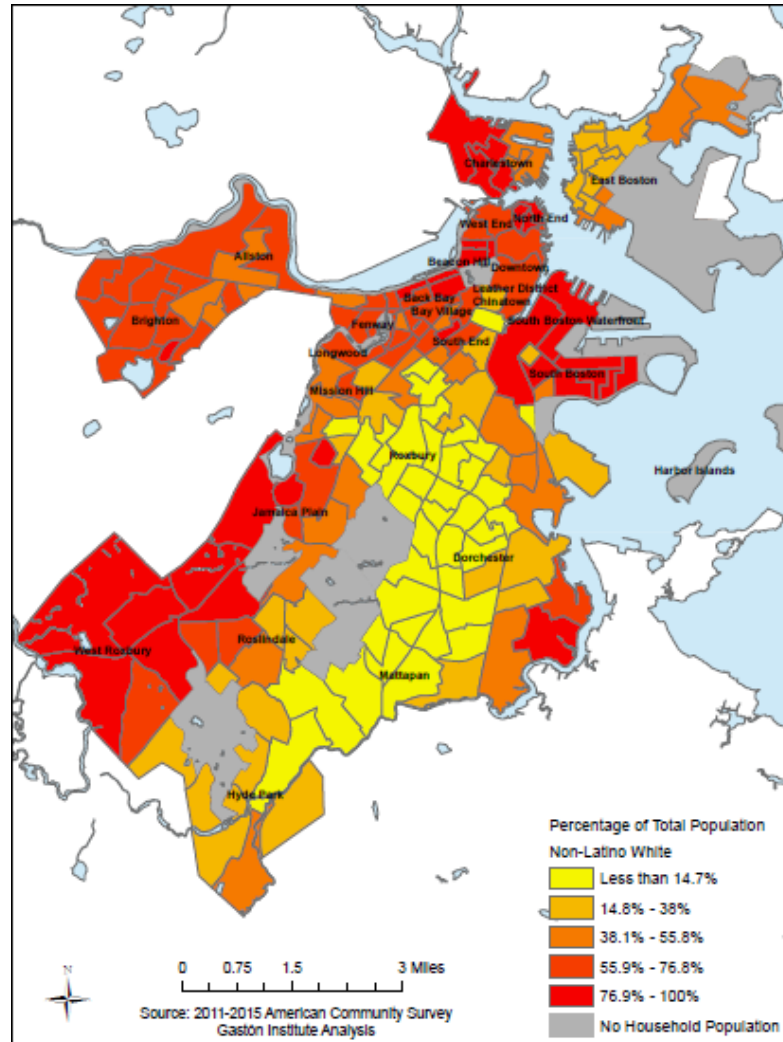 Charlestown
East Boston
West End
North End
Allston
Beacon Hill
Downtown
Leather District
Back Bay
Chinatown
Bay Village
South Boston Waterfront
Brighton
Fenway
South End
Longwood
South Boston
Mission Hill
Roxbury
Harbor Islands
Jamaica Plain
Dorchester
Roslindale
West Roxbury
Mattapan
Hyde Park
Percentage of Total Population
Non-Latino White
Less than 14.7%
14.8% - 38%
38.1% - 55.8%
55.9% - 76.8%
76.9% - 100%
No Household Population
N
0 0.75 1.5 3 Miles
Source: 2011-2015 American Community Survey
Gastón Institute Analysis